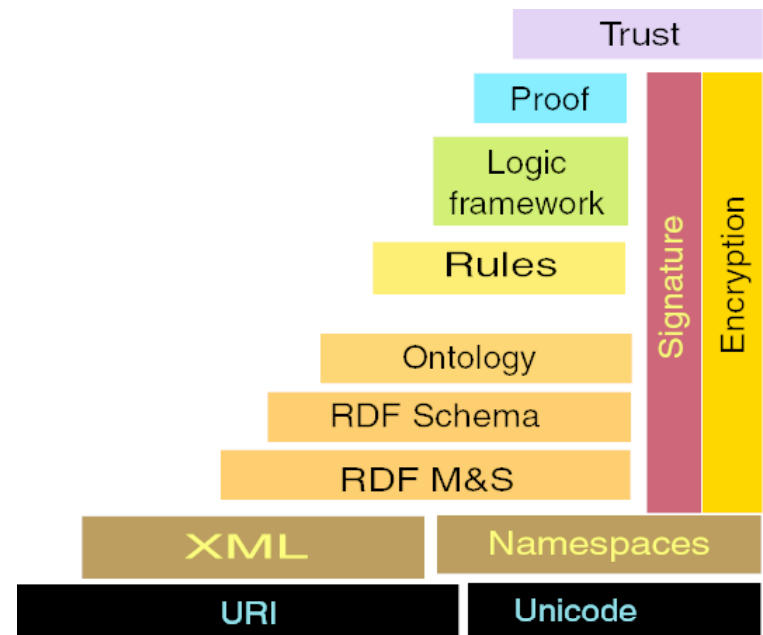 Trust
Proof
Logic
framework
Rules
Ontology
RDF Schema
RDF M&S
Signature
Encryption
XML
Namespaces
URI
Unicode